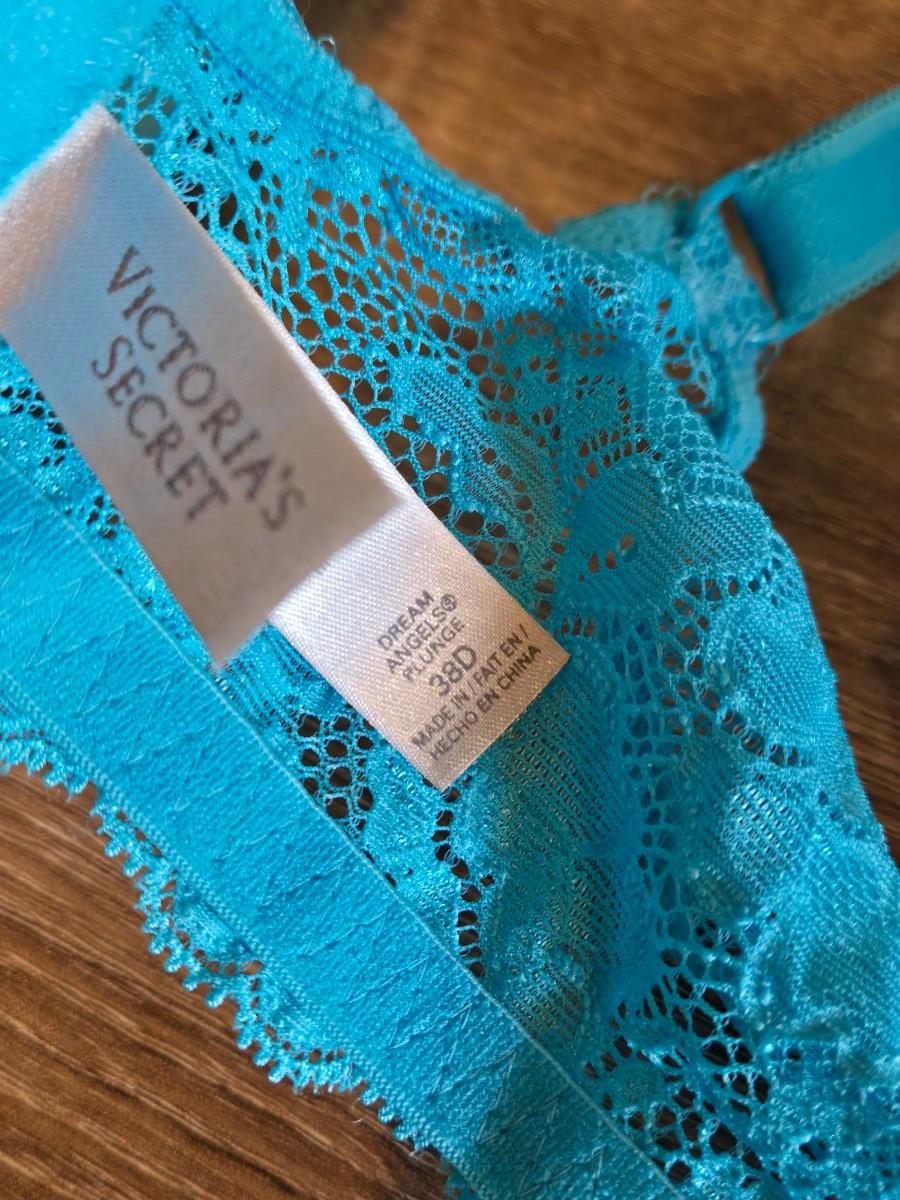 VICTORIA'S
SECRET
DREAM
ANGELS®
PLUNGE
38D
MADE IN / FAIT EN /
HECHO EN CHINA